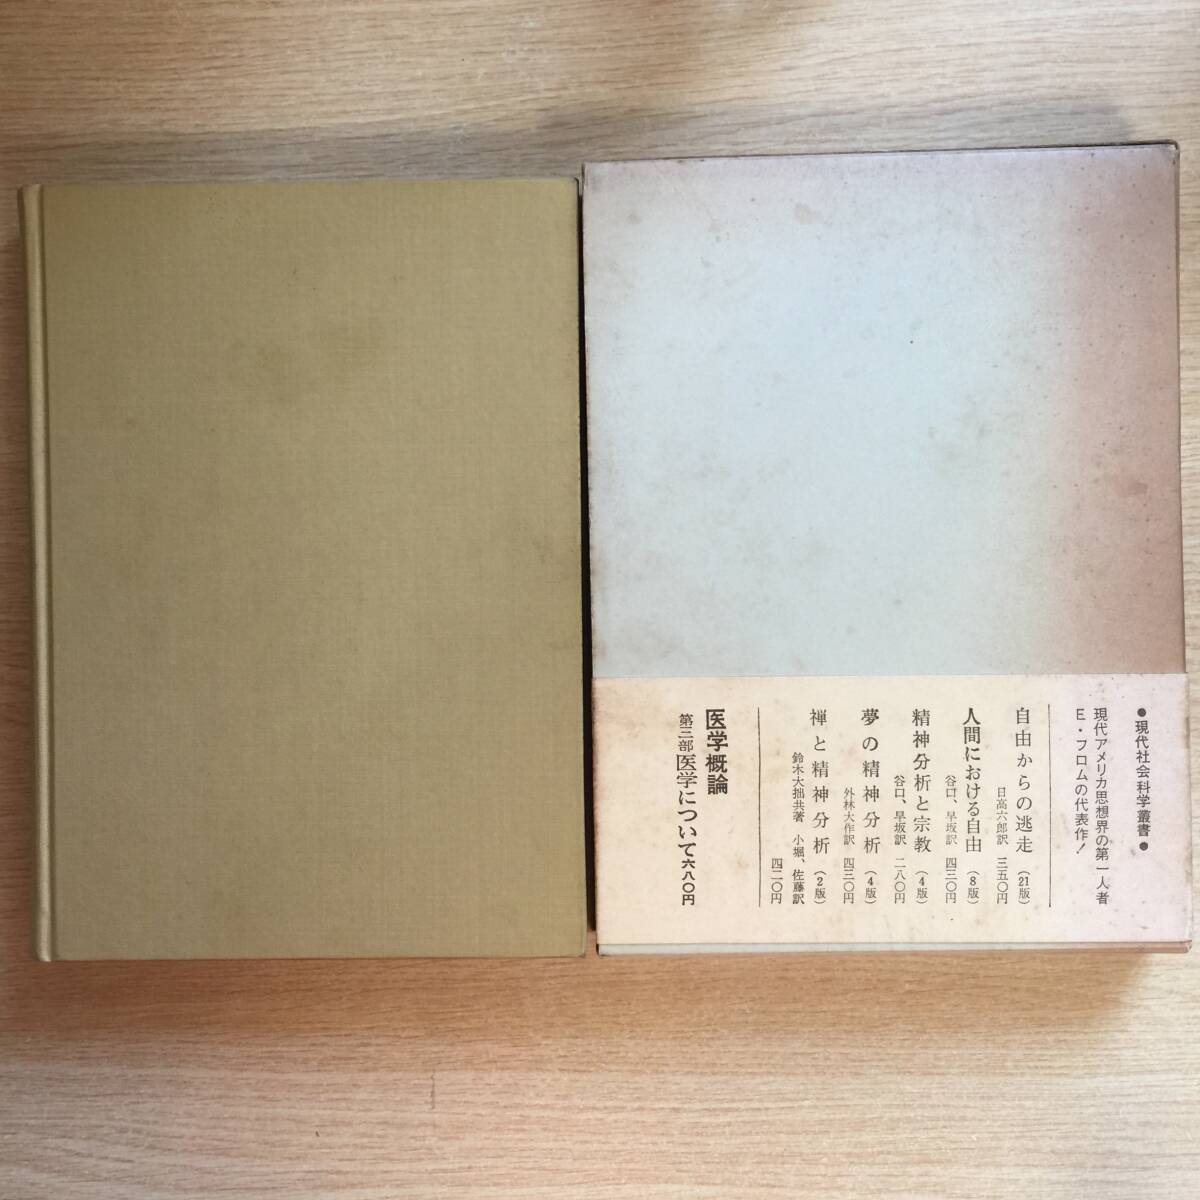 ●現代社会科学叢書●
現代アメリカ思想界の第一人者
E・フロムの代表作！
自由からの逃走（21版）
日高六郎訳 三五〇円
人間における自由（8版）
谷口、早坂訳 四三〇円
精神分析と宗教（4版）
谷口、早坂訳 二八〇円
夢の精神分析（4版）
外林大作訳 四三〇円
禅と精神分析（2版）
鈴木大拙共著 小堀、佐藤訳
四二〇円
医学概論
第三部医学について六八〇円